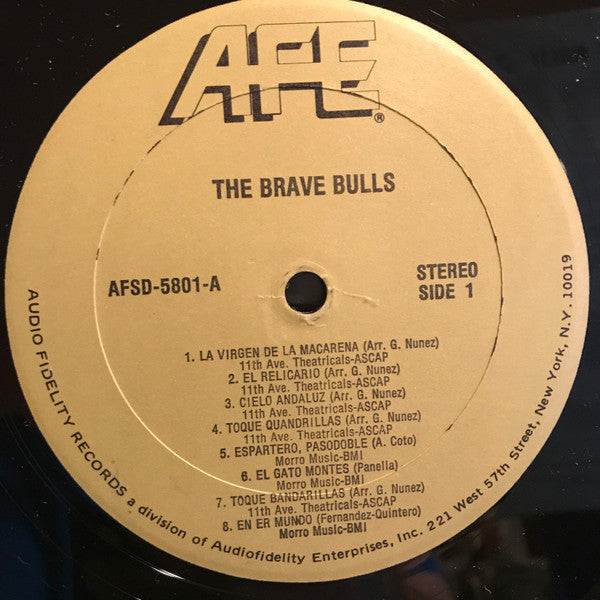 AFE®
THE BRAVE BULLS
AFSD-5801-A
STEREO
SIDE 1
1. LA VIRGEN DE LA MACARENA (Arr. G. Nunez)
11th Ave. Theatricals-ASCAP
2. EL RELICARIO (Arr. G. Nunez)
11th Ave. Theatricals-ASCAP
3. CIELO ANDALUZ (Arr. G. Nunez)
11th Ave. Theatricals-ASCAP
4. TOQUE QUANDRILLAS (Arr. G. Nunez)
11th Ave. Theatricals-ASCAP
5. ESPARTERO, PASODOBLE (A. Coto)
Morro Music-BMI
6. EL GATO MONTES (Panella)
Morro Music-BMI
7. TOQUE BANDARILLAS (Arr. G. Nunez)
11th Ave. Theatricals-ASCAP
8. EN ER MUNDO (Fernandez-Quintero)
Morro Music-BMI
AUDIO FIDELITY RECORDS a division of Audiofidelity Enterprises, Inc. 221 West 57th Street, New York, N.Y. 10019